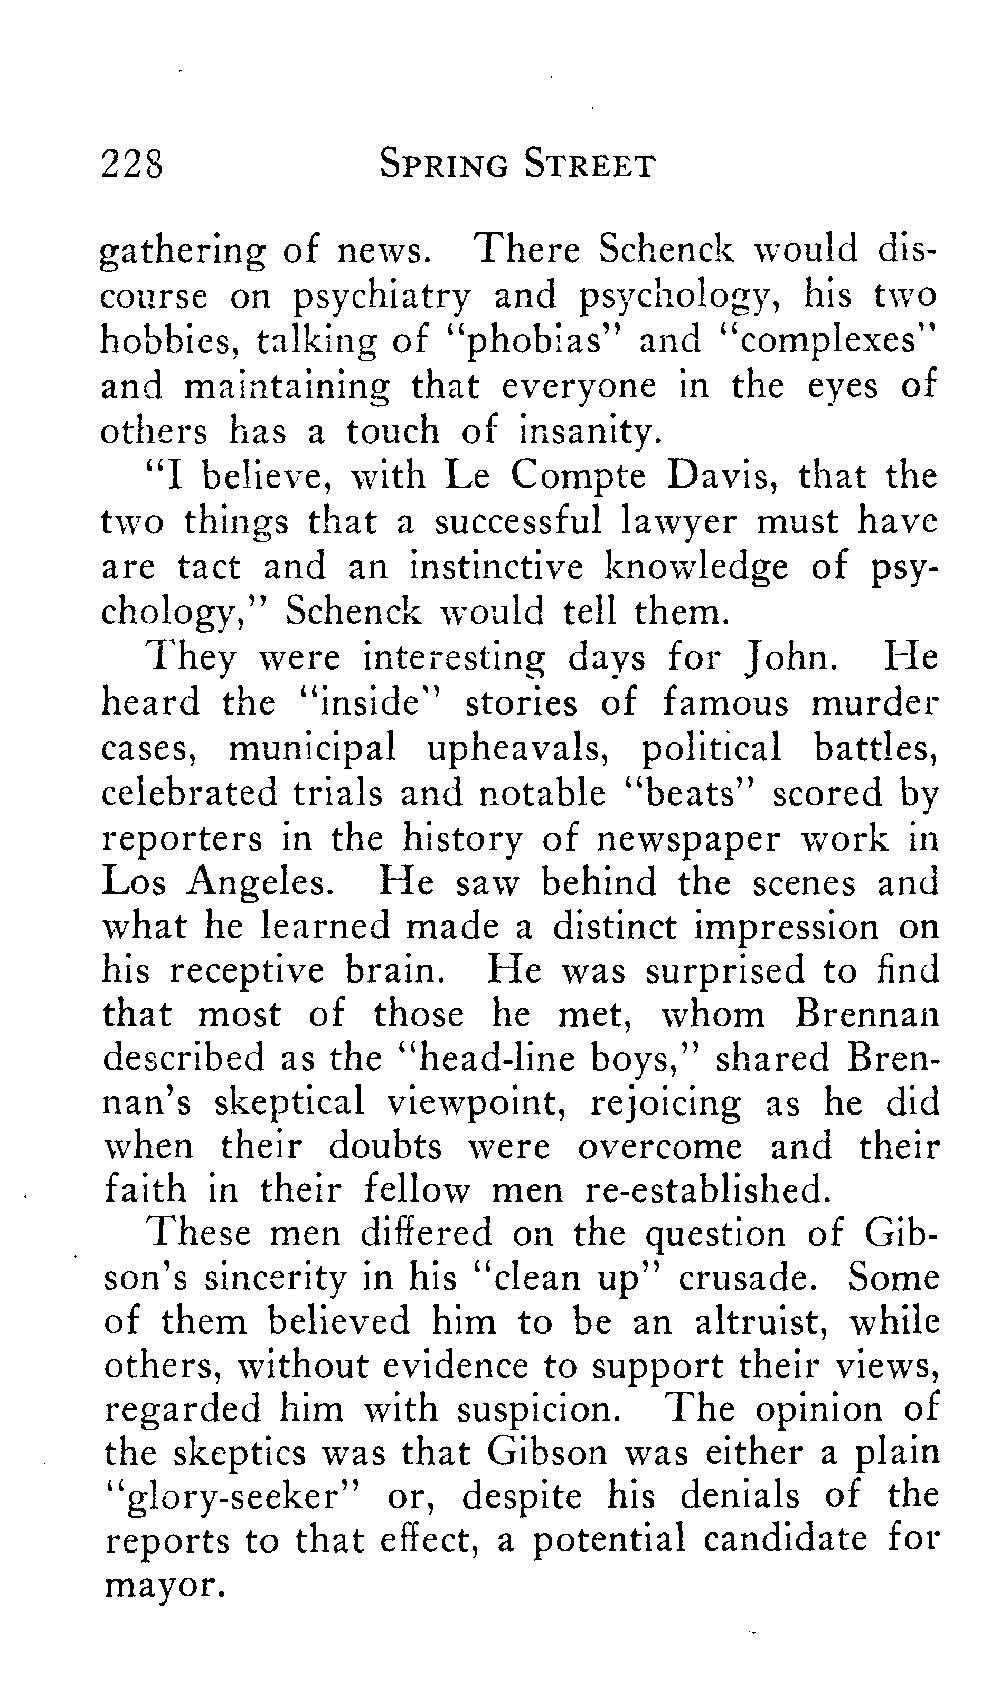 228 SPRING STREET
gathering of news. There Schenck would dis-
course on psychiatry and psychology, his two
hobbies, talking of "phobias" and "complexes"
and maintaining that everyone in the eyes of
others has a touch of insanity.
"I believe, with Le Compte Davis, that the
two things that a successful lawyer must have
are tact and an instinctive knowledge of psy-
chology," Schenck would tell them.
They were interesting days for John. He
heard the "inside" stories of famous murder
cases, municipal upheavals, political battles,
celebrated trials and notable "beats" scored by
reporters in the history of newspaper work in
Los Angeles. He saw behind the scenes and
what he learned made a distinct impression on
his receptive brain. He was surprised to find
that most of those he met, whom Brennan
described as the "head-line boys," shared Bren-
nan's skeptical viewpoint, rejoicing as he did
when their doubts were overcome and their
faith in their fellow men re-established.
These men differed on the question of Gib-
son's sincerity in his "clean up" crusade. Some
of them believed him to be an altruist, while
others, without evidence to support their views,
regarded him with suspicion. The opinion of
the skeptics was that Gibson was either a plain
"glory-seeker" or, despite his denials of the
reports to that effect, a potential candidate for
mayor.